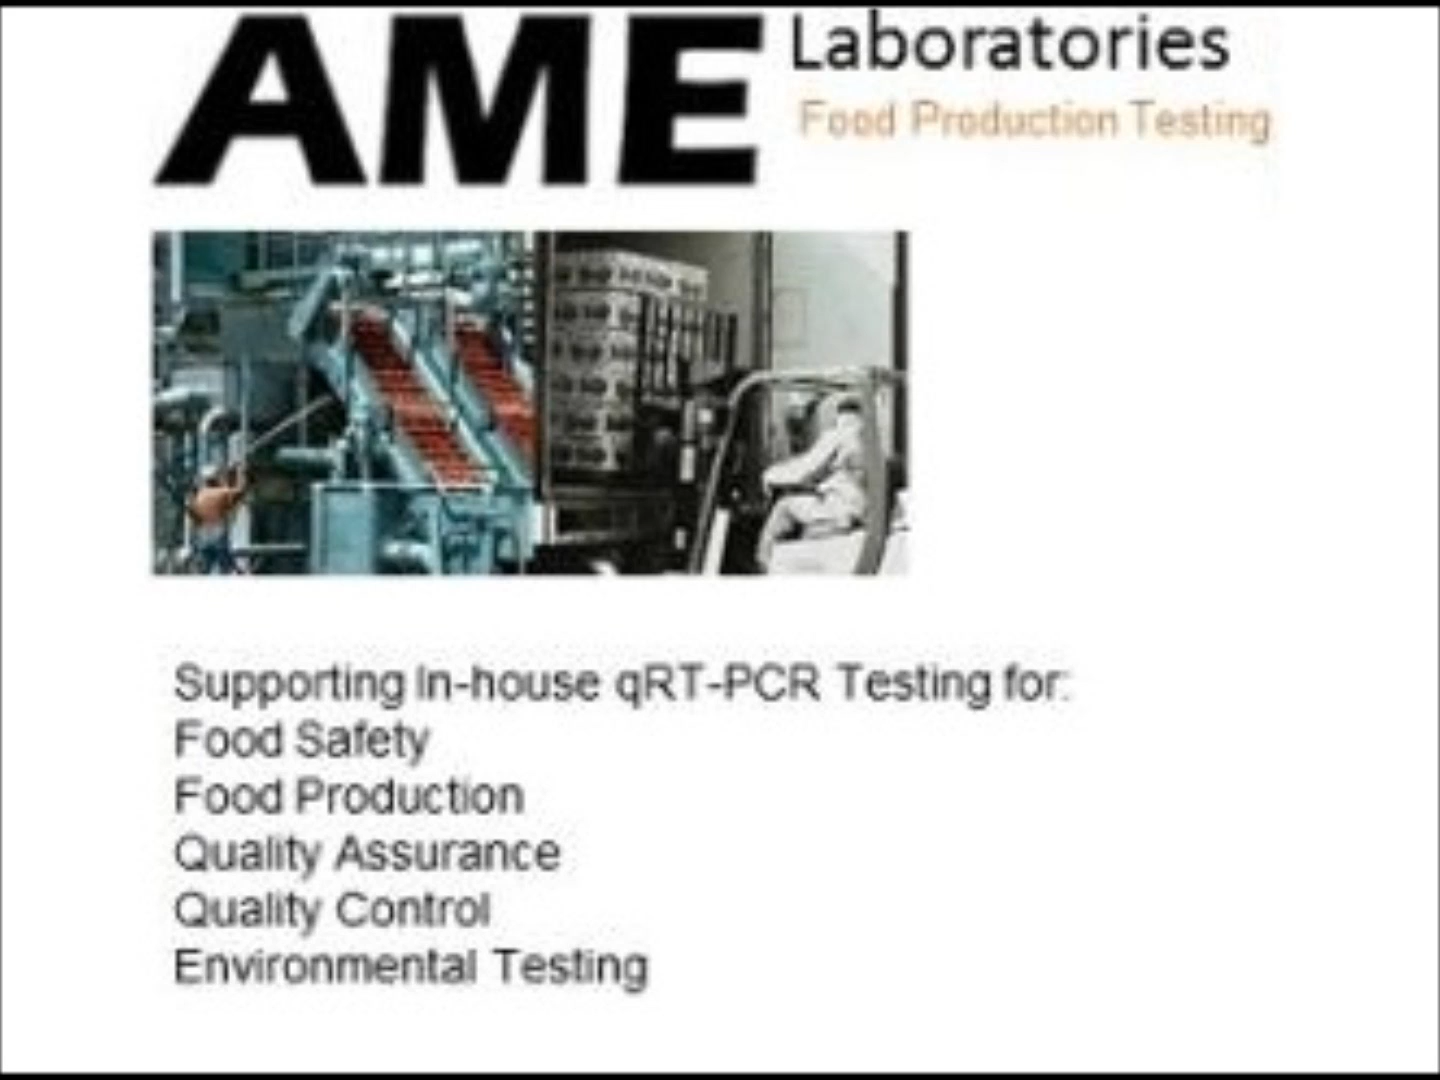 AME Laboratories
Food Production Testing
Supporting In-house qRT-PCR Testing for:
Food Safety
Food Production
Quality Assurance
Quality Control
Environmental Testing